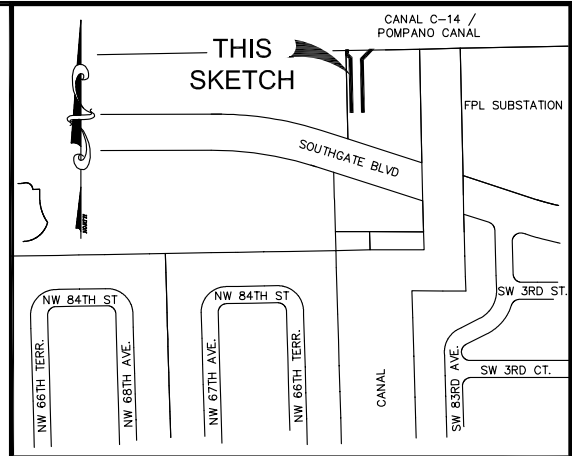 CANAL C-14 /
POMPANO CANAL
THIS
SKETCH
FPL SUBSTATION
SOUTHGATE BLVD
NORTH
NW 84TH ST
NW 84TH ST
SW 3RD ST.
NW 66TH TERR.
NW 68TH AVE.
NW 67TH AVE.
NW 66TH TERR.
CANAL
SW 83RD AVE.
SW 3RD CT.